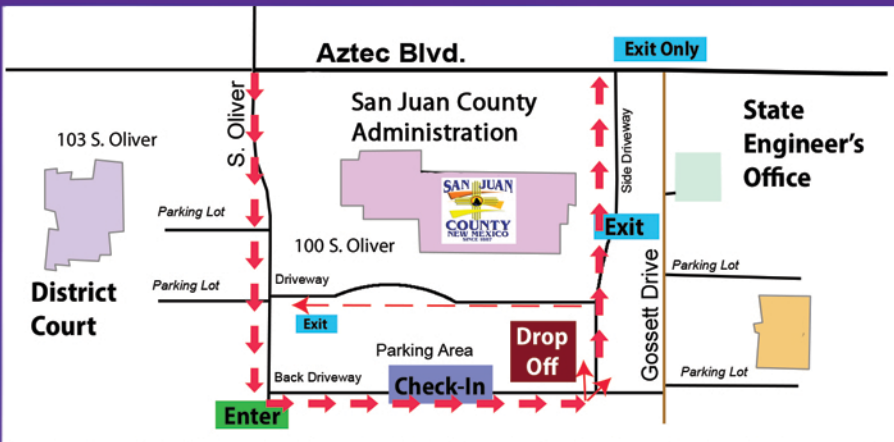 Exit Only
Aztec Blvd.
S. Oliver
San Juan County
Administration
103 S. Oliver
State
Engineer's
Office
Side Driveway
SAN JUAN
COUNTY
NEW MEXICO
SINCE 1887
Parking Lot
Exit
100 S. Oliver
Gossett Drive
Parking Lot
Driveway
Parking Lot
District
Court
Exit
Drop
Off
Parking Area
Parking Lot
Back Driveway
Check-In
Enter